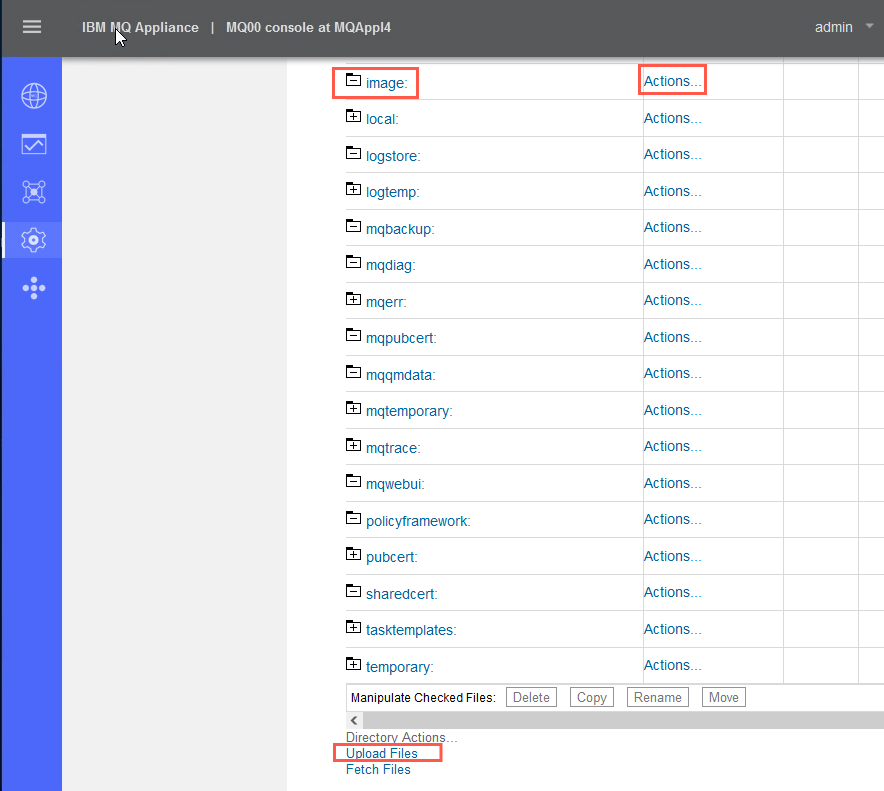 IBM MQ Appliance | MQ00 console at MQAppl4 admin
image: Actions...
local: Actions...
logstore: Actions...
logtemp: Actions...
mqbackup: Actions...
mqdiag: Actions...
mqerr: Actions...
mqpubcert: Actions...
mqqmdata: Actions...
mqtemporary: Actions...
mqtrace: Actions...
mqwebui: Actions...
policyframework: Actions...
pubcert: Actions...
sharedcert: Actions...
tasktemplates: Actions...
temporary: Actions...
Manipulate Checked Files: Delete Copy Rename Move
Directory Actions...
Upload Files
Fetch Files